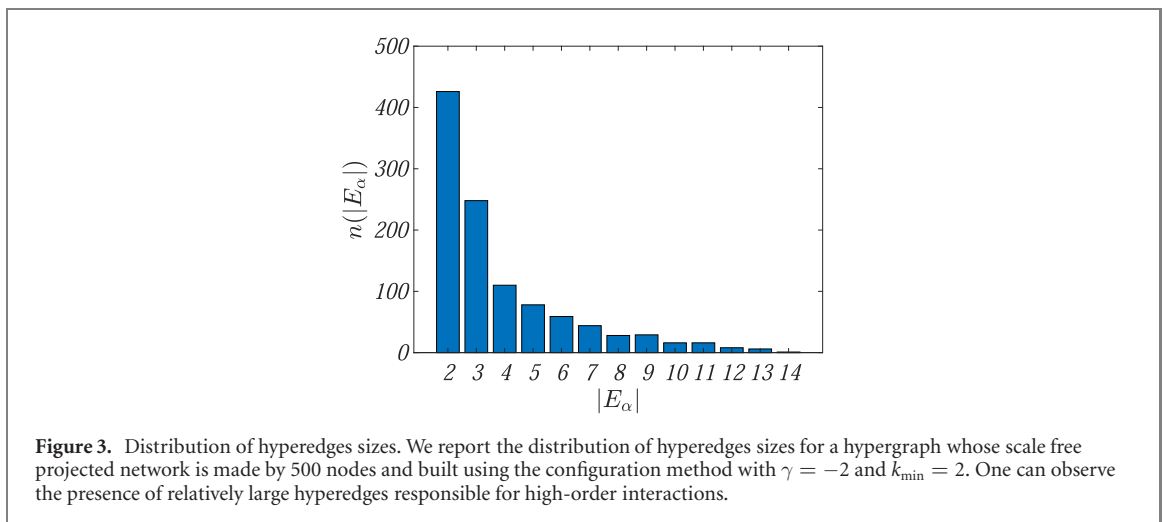 500
400
300
200
100
0
n(|E_α|)
2 3 4 5 6 7 8 9 10 11 12 13 14
|E_α|
Figure 3. Distribution of hyperedges sizes. We report the distribution of hyperedges sizes for a hypergraph whose scale free
projected network is made by 500 nodes and built using the configuration method with γ = −2 and k_min = 2. One can observe
the presence of relatively large hyperedges responsible for high-order interactions.